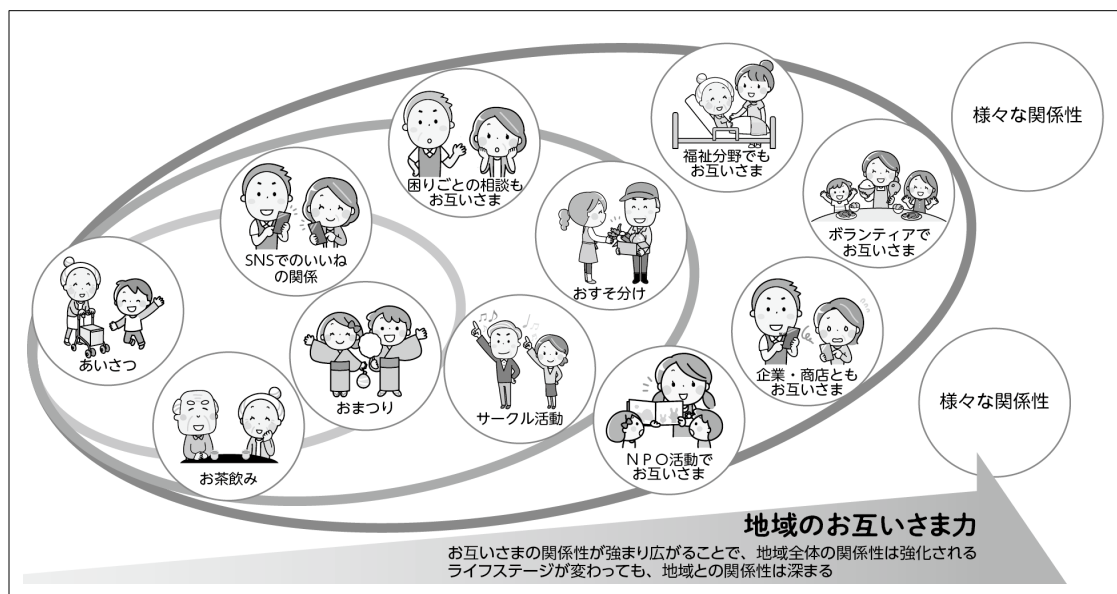 様々な関係性
福祉分野でも
お互いさま
困りごとの相談も
お互いさま
ボランティアで
お互いさま
SNSでのいいね
の関係
おすそ分け
あいさつ
企業・商店とも
お互いさま
様々な関係性
おまつり
サークル活動
NPO活動で
お互いさま
お茶飲み
地域のお互いさま力
お互いさまの関係性が強まり広がることで、地域全体の関係性は強化される
ライフステージが変わっても、地域との関係性は深まる